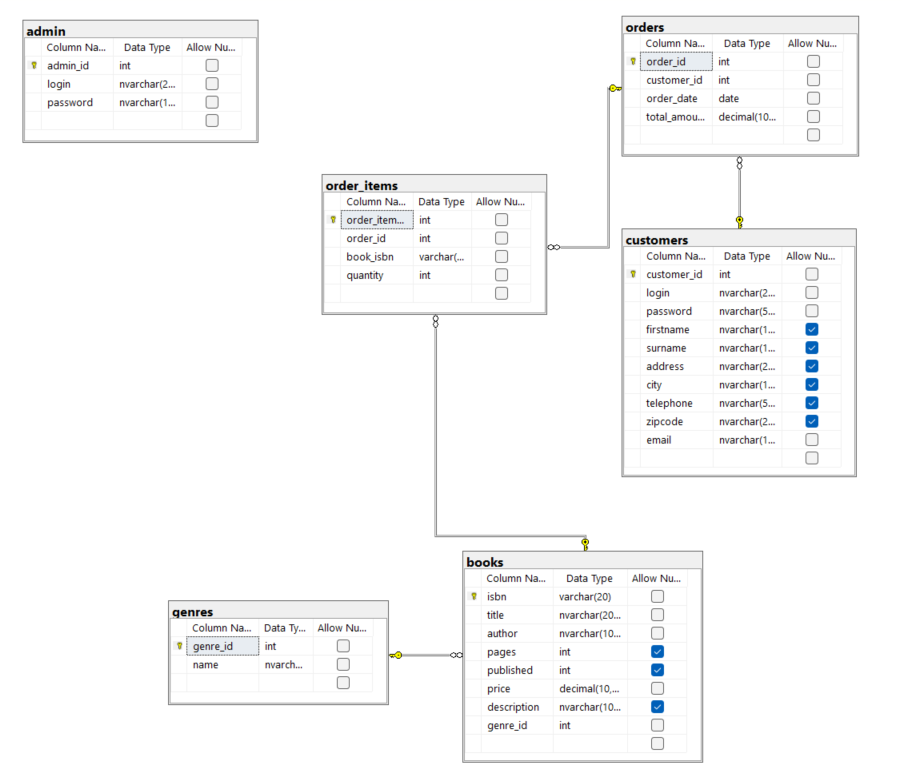 admin
Column Na... Data Type Allow Nu...
admin_id int
login nvarchar(2...
password nvarchar(1...
orders
Column Na... Data Type Allow Nu...
order_id int
customer_id int
order_date date
total_amou... decimal(10...
order_items
Column Na... Data Type Allow Nu...
order_item... int
order_id int
book_isbn varchar(...
quantity int
customers
Column Na... Data Type Allow Nu...
customer_id int
login nvarchar(2...
password nvarchar(5...
firstname nvarchar(1...
surname nvarchar(1...
address nvarchar(2...
city nvarchar(1...
telephone nvarchar(5...
zipcode nvarchar(2...
email nvarchar(1...
books
Column Na... Data Type Allow Nu...
isbn varchar(20)
title nvarchar(20...
author nvarchar(10...
pages int
published int
price decimal(10,...
description nvarchar(10...
genre_id int
genres
Column Na... Data Ty... Allow Nu...
genre_id int
name nvarch...